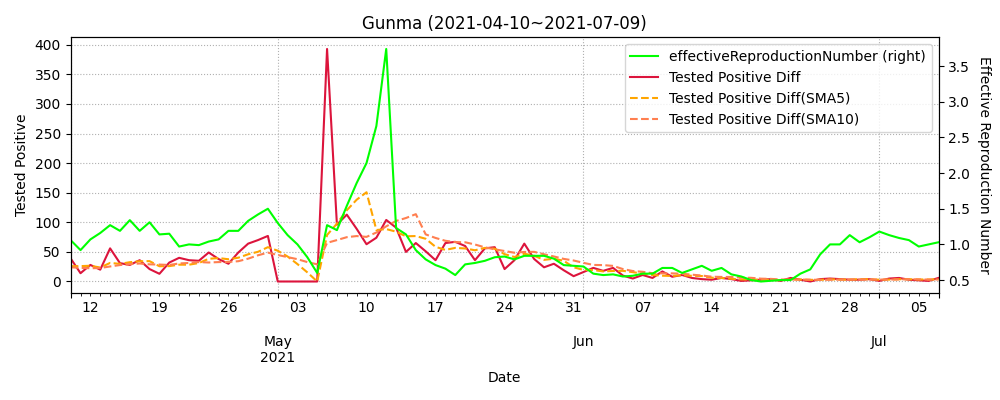 Gunma (2021-04-10~2021-07-09)
effectiveReproductionNumber (right)
Tested Positive Diff
Tested Positive Diff(SMA5)
Tested Positive Diff(SMA10)
Tested Positive
400
350
300
250
200
150
100
50
0
3.5
3.0
2.5
2.0
1.5
1.0
0.5
Effective Reproduction Number
12 19 26 03 10 17 24 31 07 14 21 28 05
May Jun Jul
2021
Date